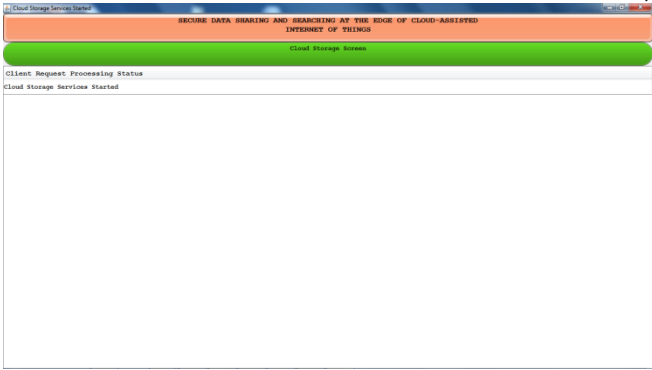 Cloud Storage Services Started
SECURE DATA SHARING AND SEARCHING AT THE EDGE OF CLOUD-ASSISTED
INTERNET OF THINGS
Cloud Storage Screen
Client Request Processing Status
Cloud Storage Services Started